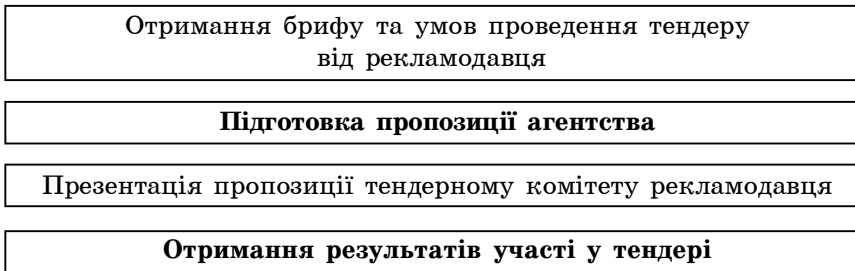 Отримання брифу та умов проведення тендеру
від рекламодавця
Підготовка пропозиції агентства
Презентація пропозиції тендерному комітету рекламодавця
Отримання результатів участі у тендері